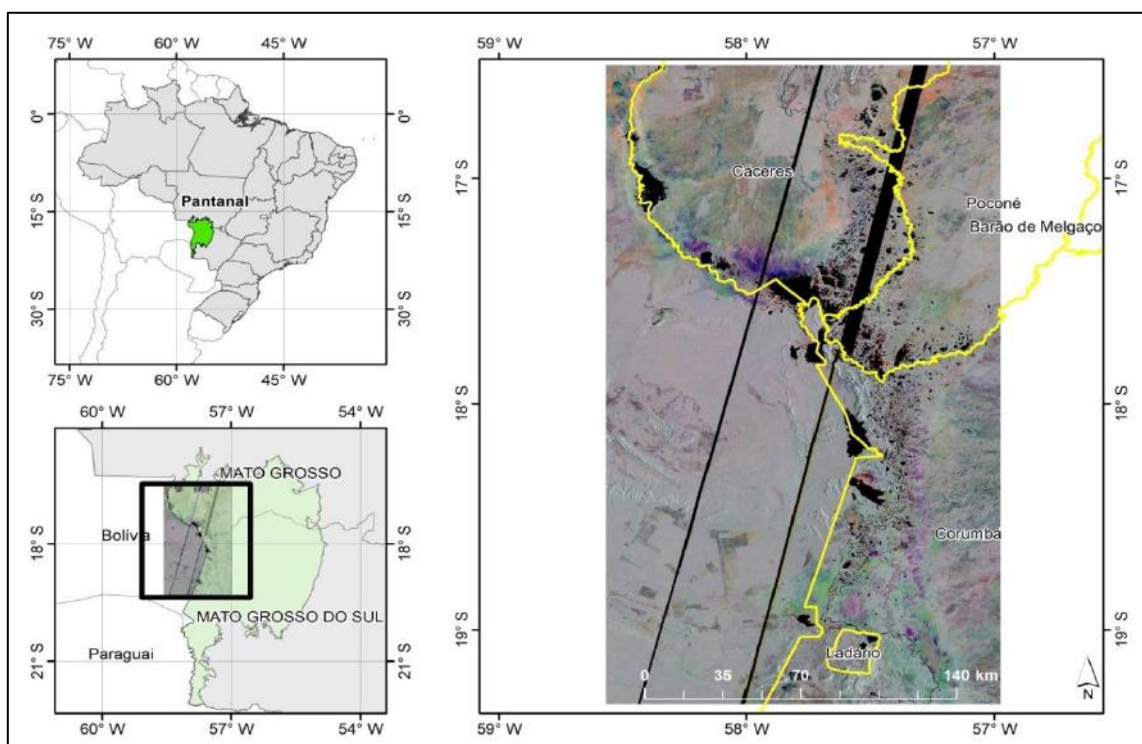 75° W 60° W 45° W
0° 0°
Pantanal
15° S 15° S
30° S 30° S
75° W 60° W 45° W
60° W 57° W 54° W
MATO GROSSO
Bolívia
18° S 18° S
MATO GROSSO DO SUL
Paraguai
21° S 21° S
60° W 57° W 54° W
59° W 58° W 57° W
17° S 17° S
Cáceres
Poconé
Barão de Melgaço
18° S 18° S
Corumbá
19° S 19° S
Ladário
0 35 70 140 km
N
59° W 58° W 57° W